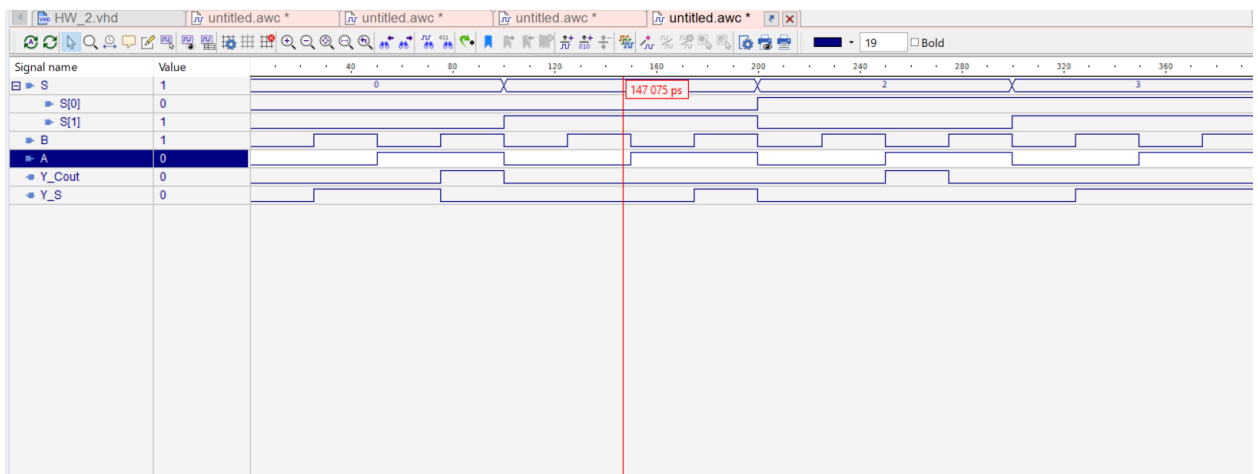 HW_2.vhd untitled.awc * untitled.awc * untitled.awc * untitled.awc *
19 Bold
Signal name Value 40 80 120 160 200 240 280 320 360
S 1 0 2 3
147 075 ps
S[0] 0
S[1] 1
B 1
A 0
Y_Cout 0
Y_S 0